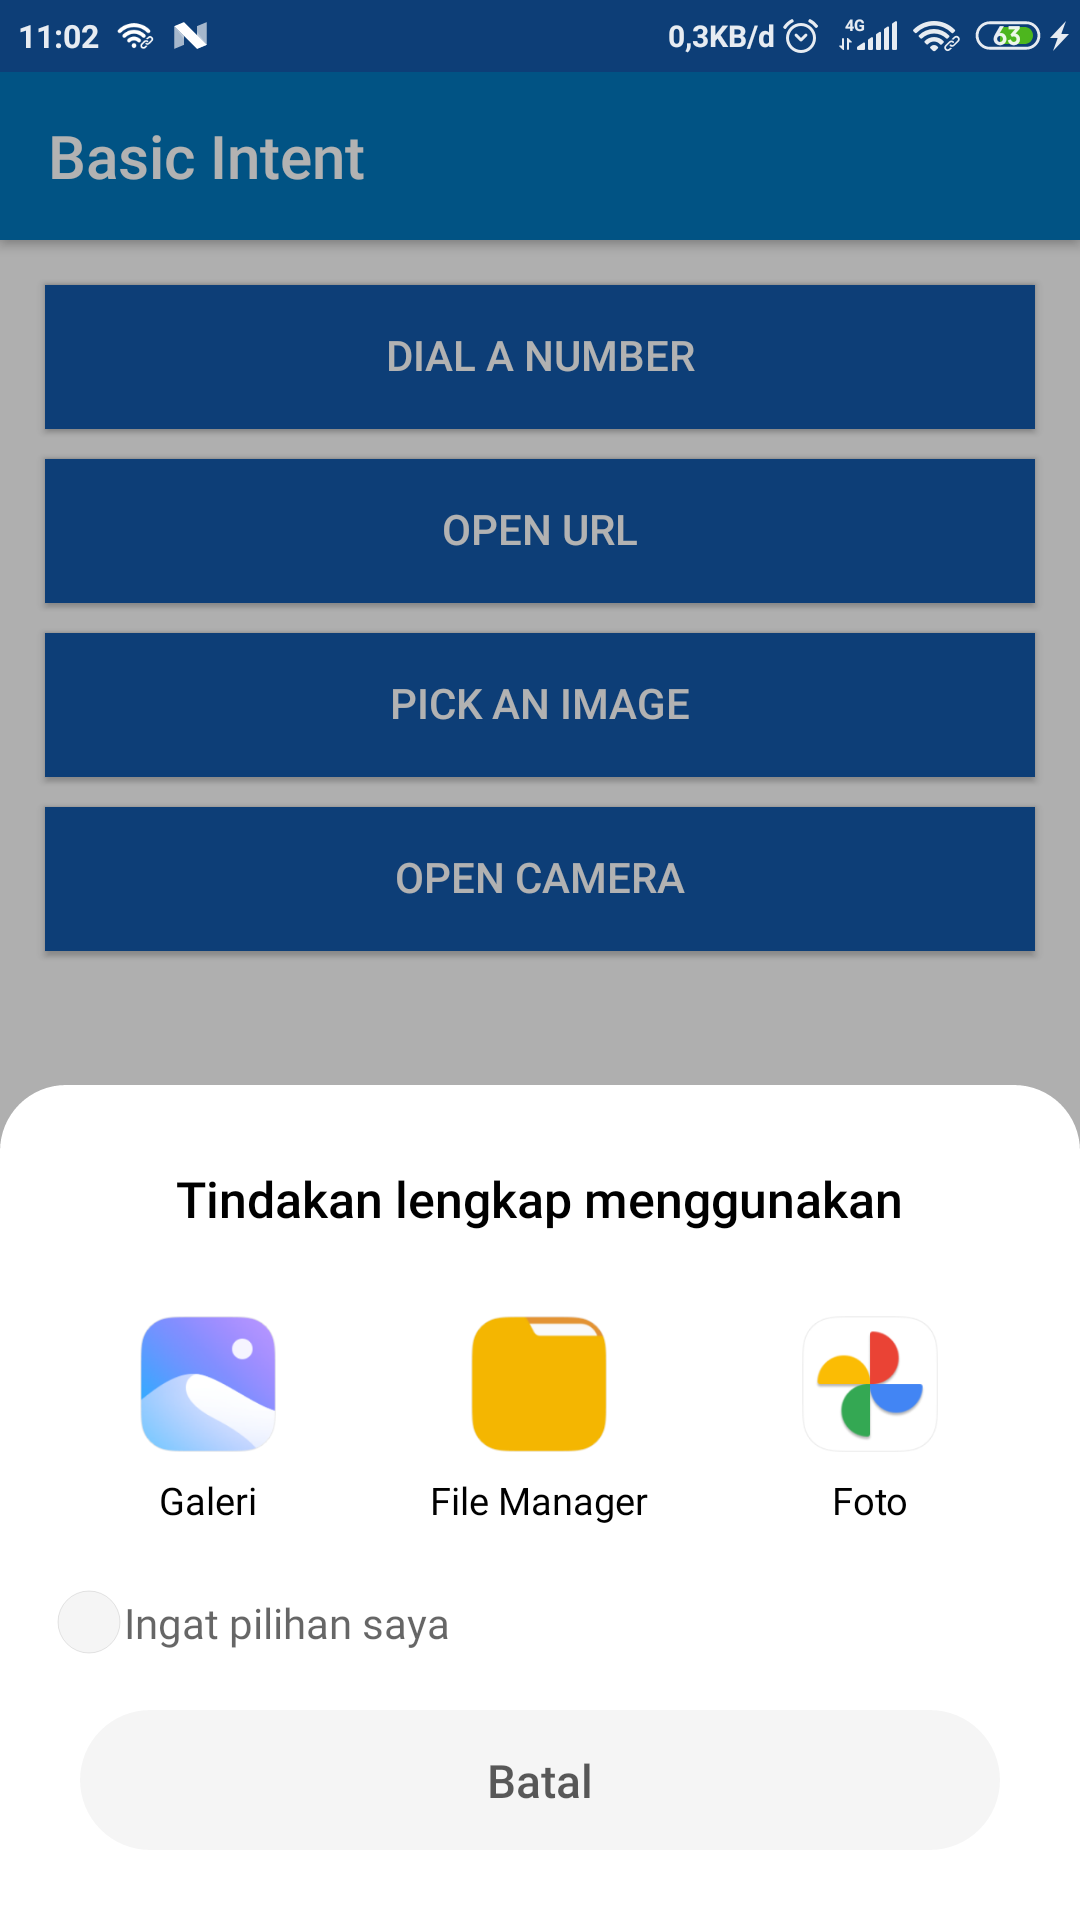 11:02 0,3KB/d 4G 63
Basic Intent
DIAL A NUMBER
OPEN URL
PICK AN IMAGE
OPEN CAMERA
Tindakan lengkap menggunakan
Galeri File Manager Foto
Ingat pilihan saya
Batal